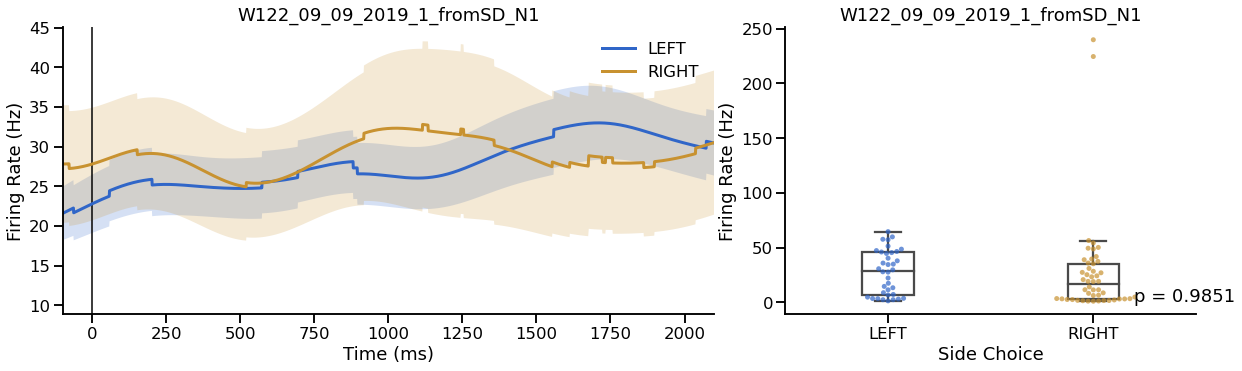 W122_09_09_2019_1_fromSD_N1
45
40
35
30
25
20
15
10
Firing Rate (Hz)
LEFT
RIGHT
0 250 500 750 1000 1250 1500 1750 2000
Time (ms)
W122_09_09_2019_1_fromSD_N1
250
200
150
100
50
0
Firing Rate (Hz)
p = 0.9851
LEFT RIGHT
Side Choice